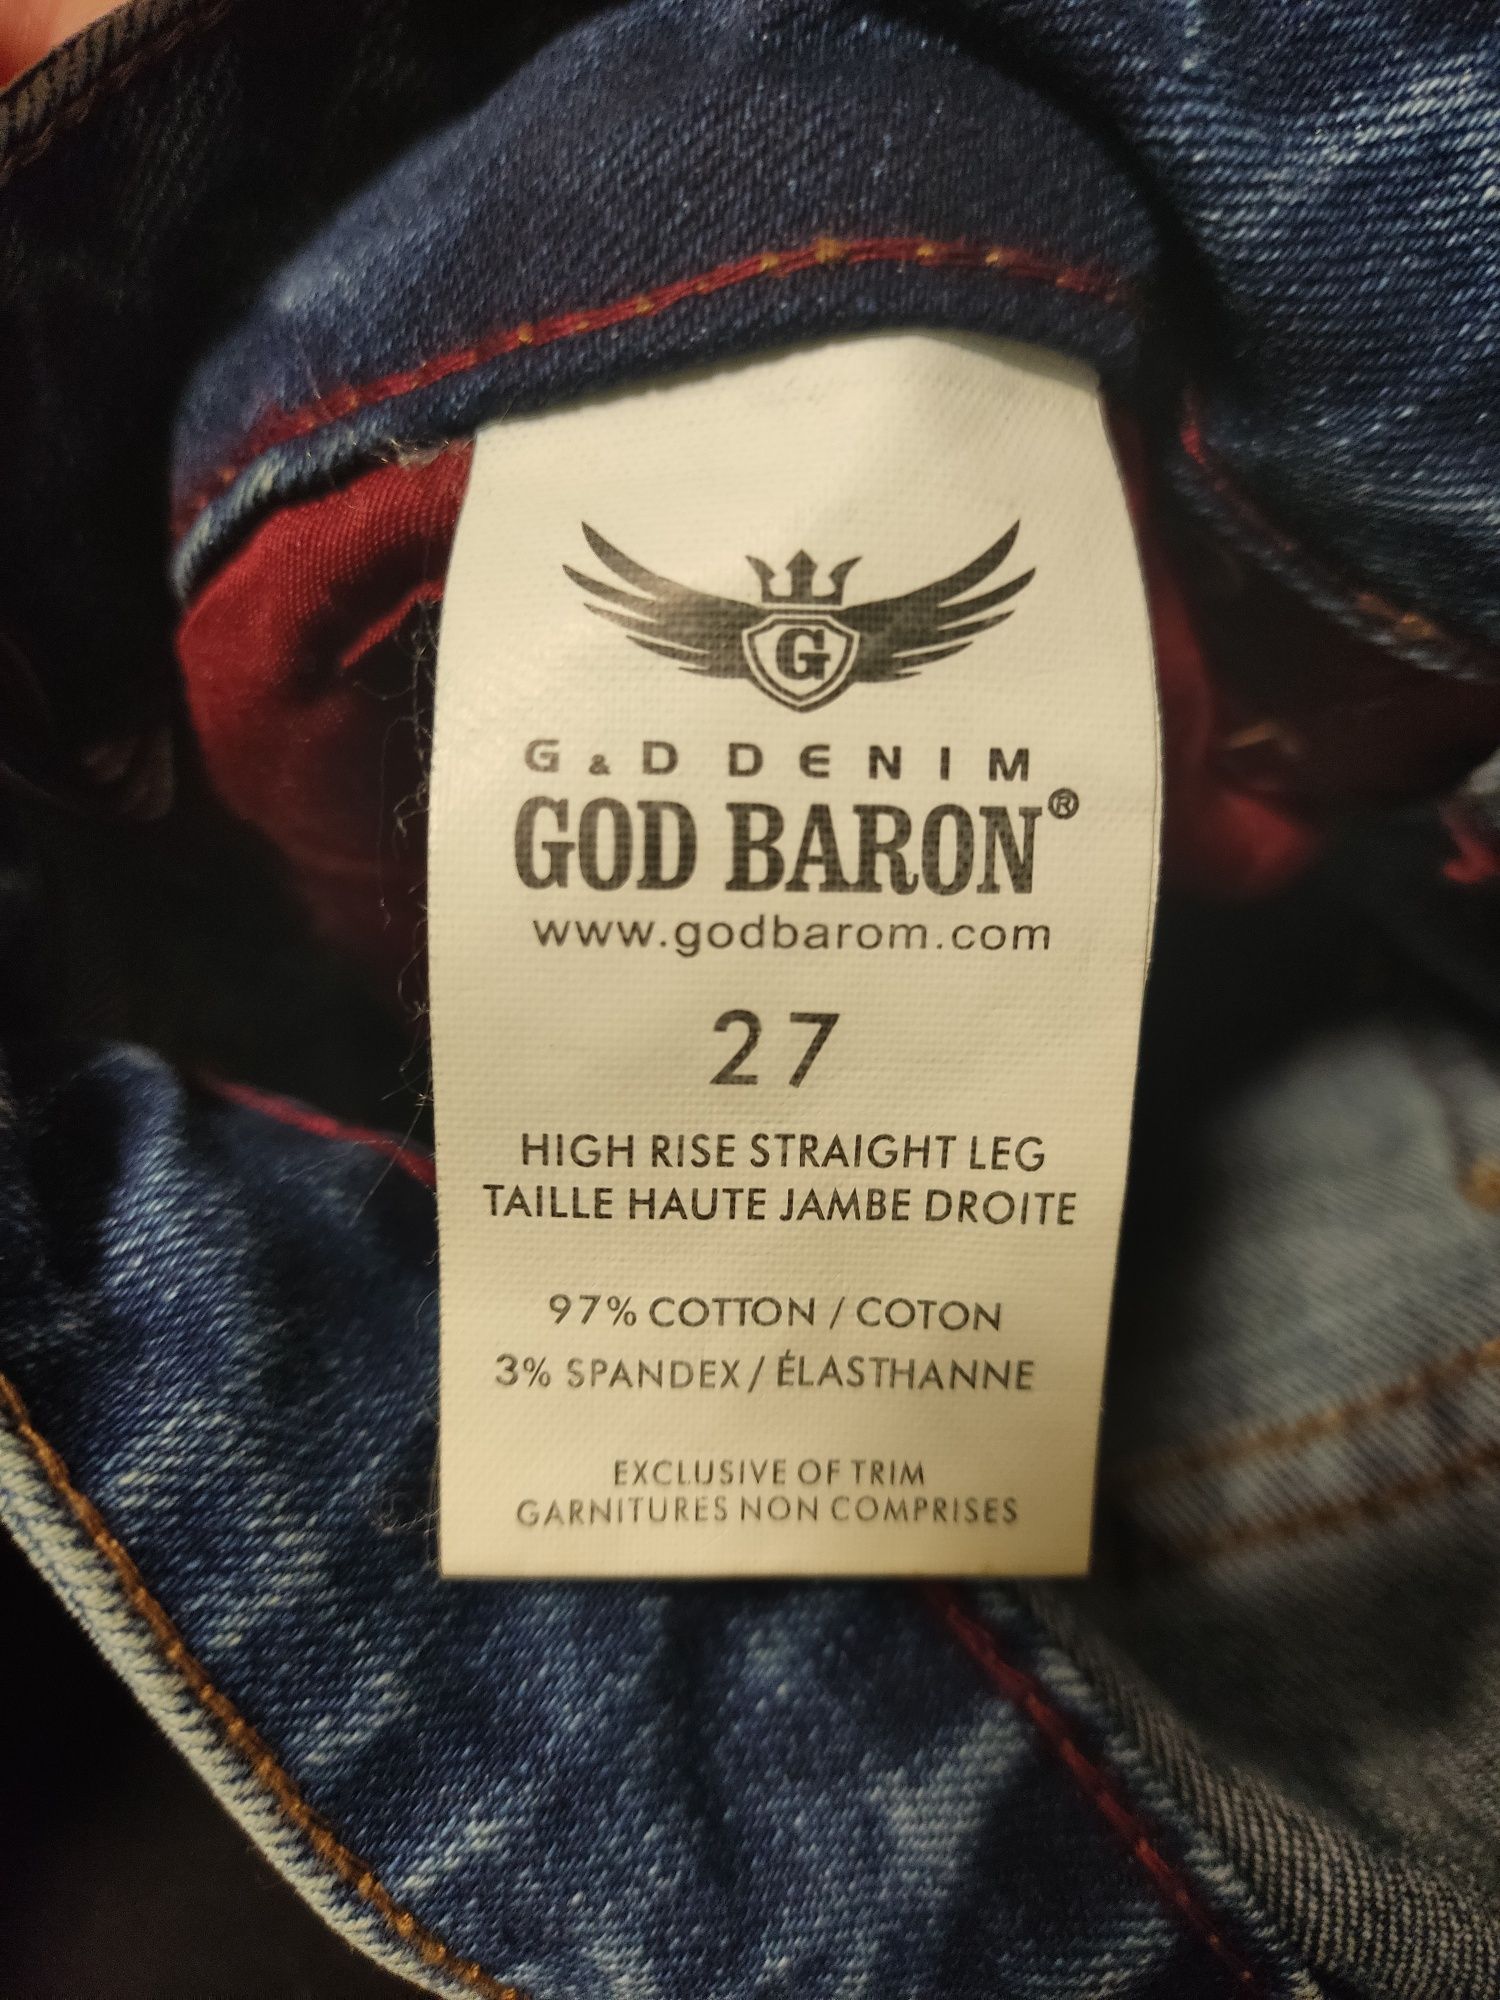 G
G & D DENIM
GOD BARON®
www.godbarom.com
27
HIGH RISE STRAIGHT LEG
TAILLE HAUTE JAMBE DROITE
97% COTTON / COTON
3% SPANDEX / ÉLASTHANNE
EXCLUSIVE OF TRIM
GARNITURES NON COMPRISES